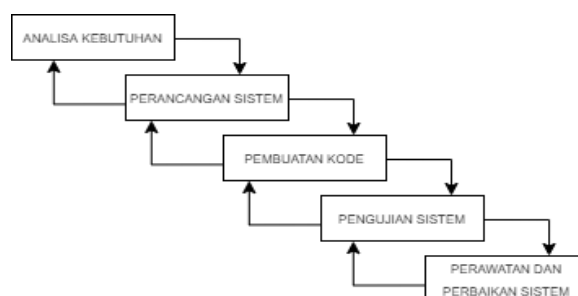 ANALISA KEBUTUHAN
PERANCANGAN SISTEM
PEMBUATAN KODE
PENGUJIAN SISTEM
PERAWATAN DAN
PERBAIKAN SISTEM